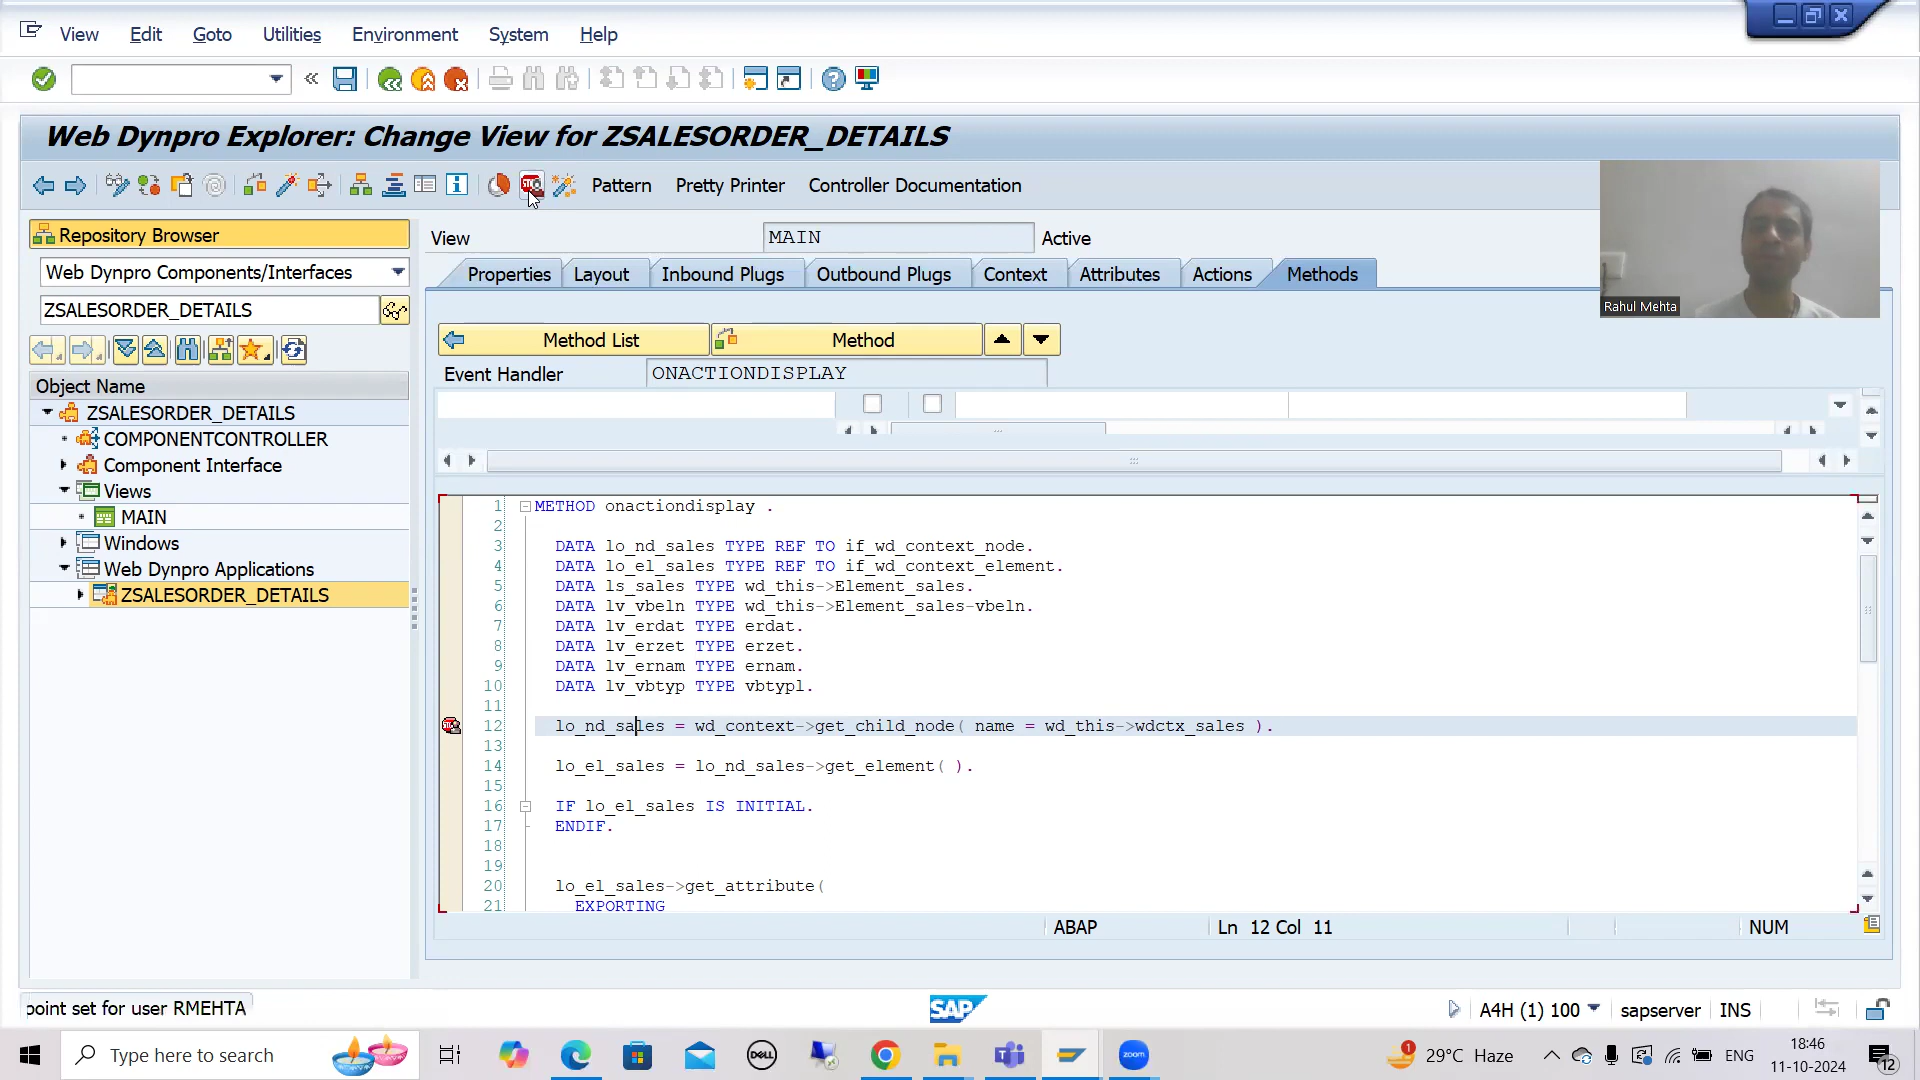 View Edit Goto Utilities Environment System Help
Web Dynpro Explorer: Change View for ZSALESORDER_DETAILS
Pattern Pretty Printer Controller Documentation
Repository Browser
Web Dynpro Components/Interfaces
ZSALESORDER_DETAILS
Object Name
ZSALESORDER_DETAILS
COMPONENTCONTROLLER
Component Interface
Views
MAIN
Windows
Web Dynpro Applications
ZSALESORDER_DETAILS
View MAIN Active
Properties Layout Inbound Plugs Outbound Plugs Context Attributes Actions Methods
Method List Method
Event Handler ONACTIONDISPLAY
Rahul Mehta
1 METHOD onactiondisplay .
2
3 DATA lo_nd_sales TYPE REF TO if_wd_context_node.
4 DATA lo_el_sales TYPE REF TO if_wd_context_element.
5 DATA ls_sales TYPE wd_this->Element_sales.
6 DATA lv_vbeln TYPE wd_this->Element_sales-vbeln.
7 DATA lv_erdat TYPE erdat.
8 DATA lv_erzet TYPE erzet.
9 DATA lv_ernam TYPE ernam.
10 DATA lv_vbtyp TYPE vbtypl.
11
12 lo_nd_sales = wd_context->get_child_node( name = wd_this->wdctx_sales ).
13
14 lo_el_sales = lo_nd_sales->get_element( ).
15
16 IF lo_el_sales IS INITIAL.
17 ENDIF.
18
19
20 lo_el_sales->get_attribute(
21 EXPORTING
ABAP Ln 12 Col 11 NUM
point set for user RMEHTA
SAP
A4H (1) 100 sapserver INS
Type here to search
DELL
zoom
1
29°C Haze
ENG
18:46
11-10-2024
12